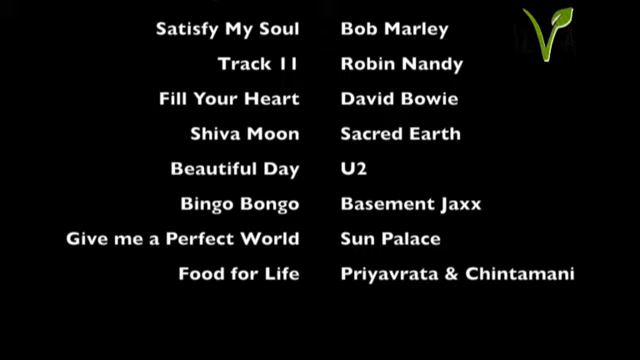 Satisfy My Soul Bob Marley
Track 11 Robin Nandy
Fill Your Heart David Bowie
Shiva Moon Sacred Earth
Beautiful Day U2
Bingo Bongo Basement Jaxx
Give me a Perfect World Sun Palace
Food for Life Priyavrata & Chintamani